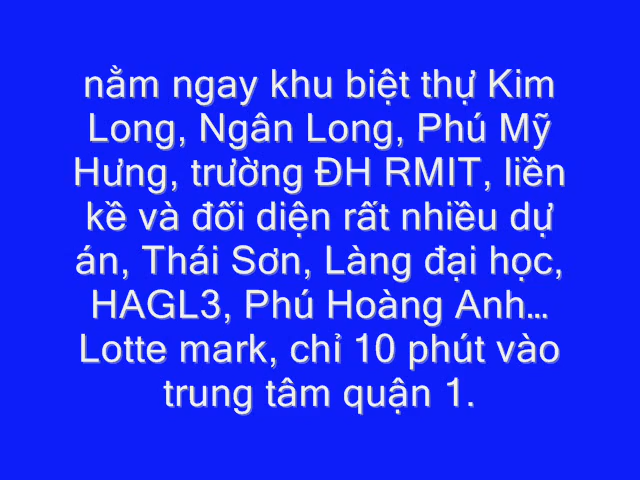 nằm ngay khu biệt thự Kim
Long, Ngân Long, Phú Mỹ
Hưng, trường ĐH RMIT, liền
kề và đối diện rất nhiều dự
án, Thái Sơn, Làng đại học,
HAGL3, Phú Hoàng Anh...
Lotte mark, chỉ 10 phút vào
trung tâm quận 1.